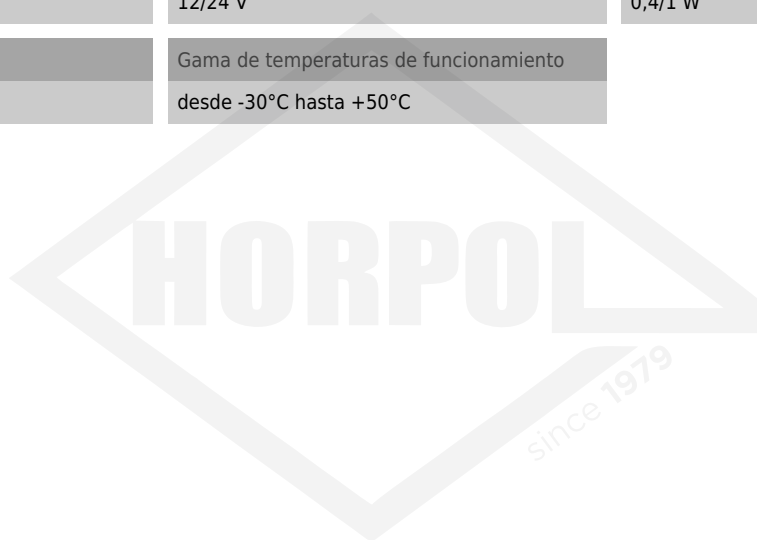 12/24 V
0,4/1 W
Gama de temperaturas de funcionamiento
desde -30°C hasta +50°C
HORPOL
since 1979